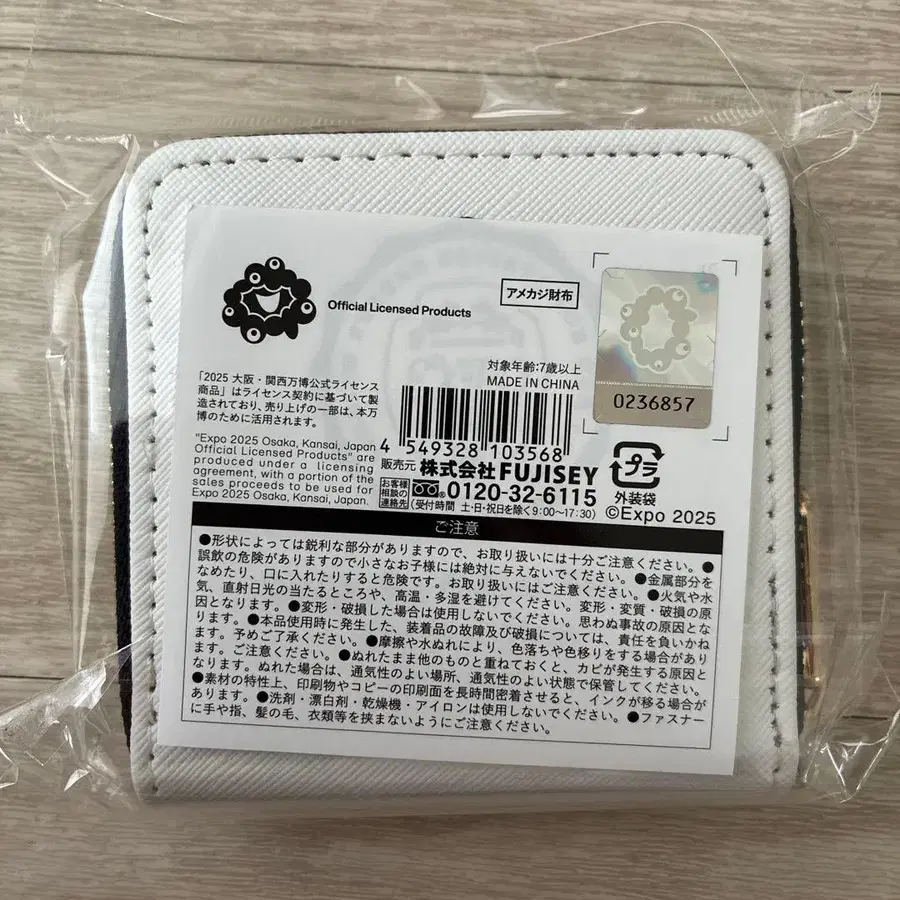 Official Licensed Products
アメカジ財布
0236857
対象年齢:7歳以上
MADE IN CHINA
「2025 大阪・関西万博公式ライセンス
商品」はライセンス契約に基づいて製
造されており、売り上げの一部は、本万
博のために活用されます。
"Expo 2025 Osaka, Kansai, Japan
Official Licensed Products" are
produced under a licensing
agreement, with a portion of the
sales proceeds to be used for
Expo 2025 Osaka, Kansai, Japan.
4 549328 103568
販売元 株式会社FUJISEY
お客様
相談の
連絡先
0120-32-6115
(受付時間 土・日・祝日を除く9:00〜17:30)
プラ
外装袋
©Expo 2025
ご注意
●形状によっては鋭利な部分がありますので、お取り扱いには十分ご注意ください。●
誤飲の危険がありますので小さなお子様には絶対に与えないでください。●金属部分を
なめたり、口に入れたりすると危険です。お取り扱いにはご注意ください。●火気や水
気、直射日光の当たるところや、高温・多湿を避けてください。変形・変質・破損の原
因となります。●変形・破損した場合は使用しないでください。思わぬ事故の原因となり
ます。●本品使用時に発生した、装着品の故障及び破損については、責任を負いかね
ます。予めご了承ください。●摩擦や水ぬれにより、色落ちや色移りをする場合があり
ます。ご注意ください。●ぬれたまま他のものと重ねておくと、カビが発生する原因と
なります。ぬれた場合は、通気性のよい場所、通気性のよい状態で保管してください。
●素材の特性上、印刷物やコピーの印刷面を長時間密着させると、インクが移る場合が
あります。●洗剤・漂白剤・乾燥機・アイロンは使用しないでください。●ファスナー
に手や指、髪の毛、衣類等を挟まないようにご注意ください。